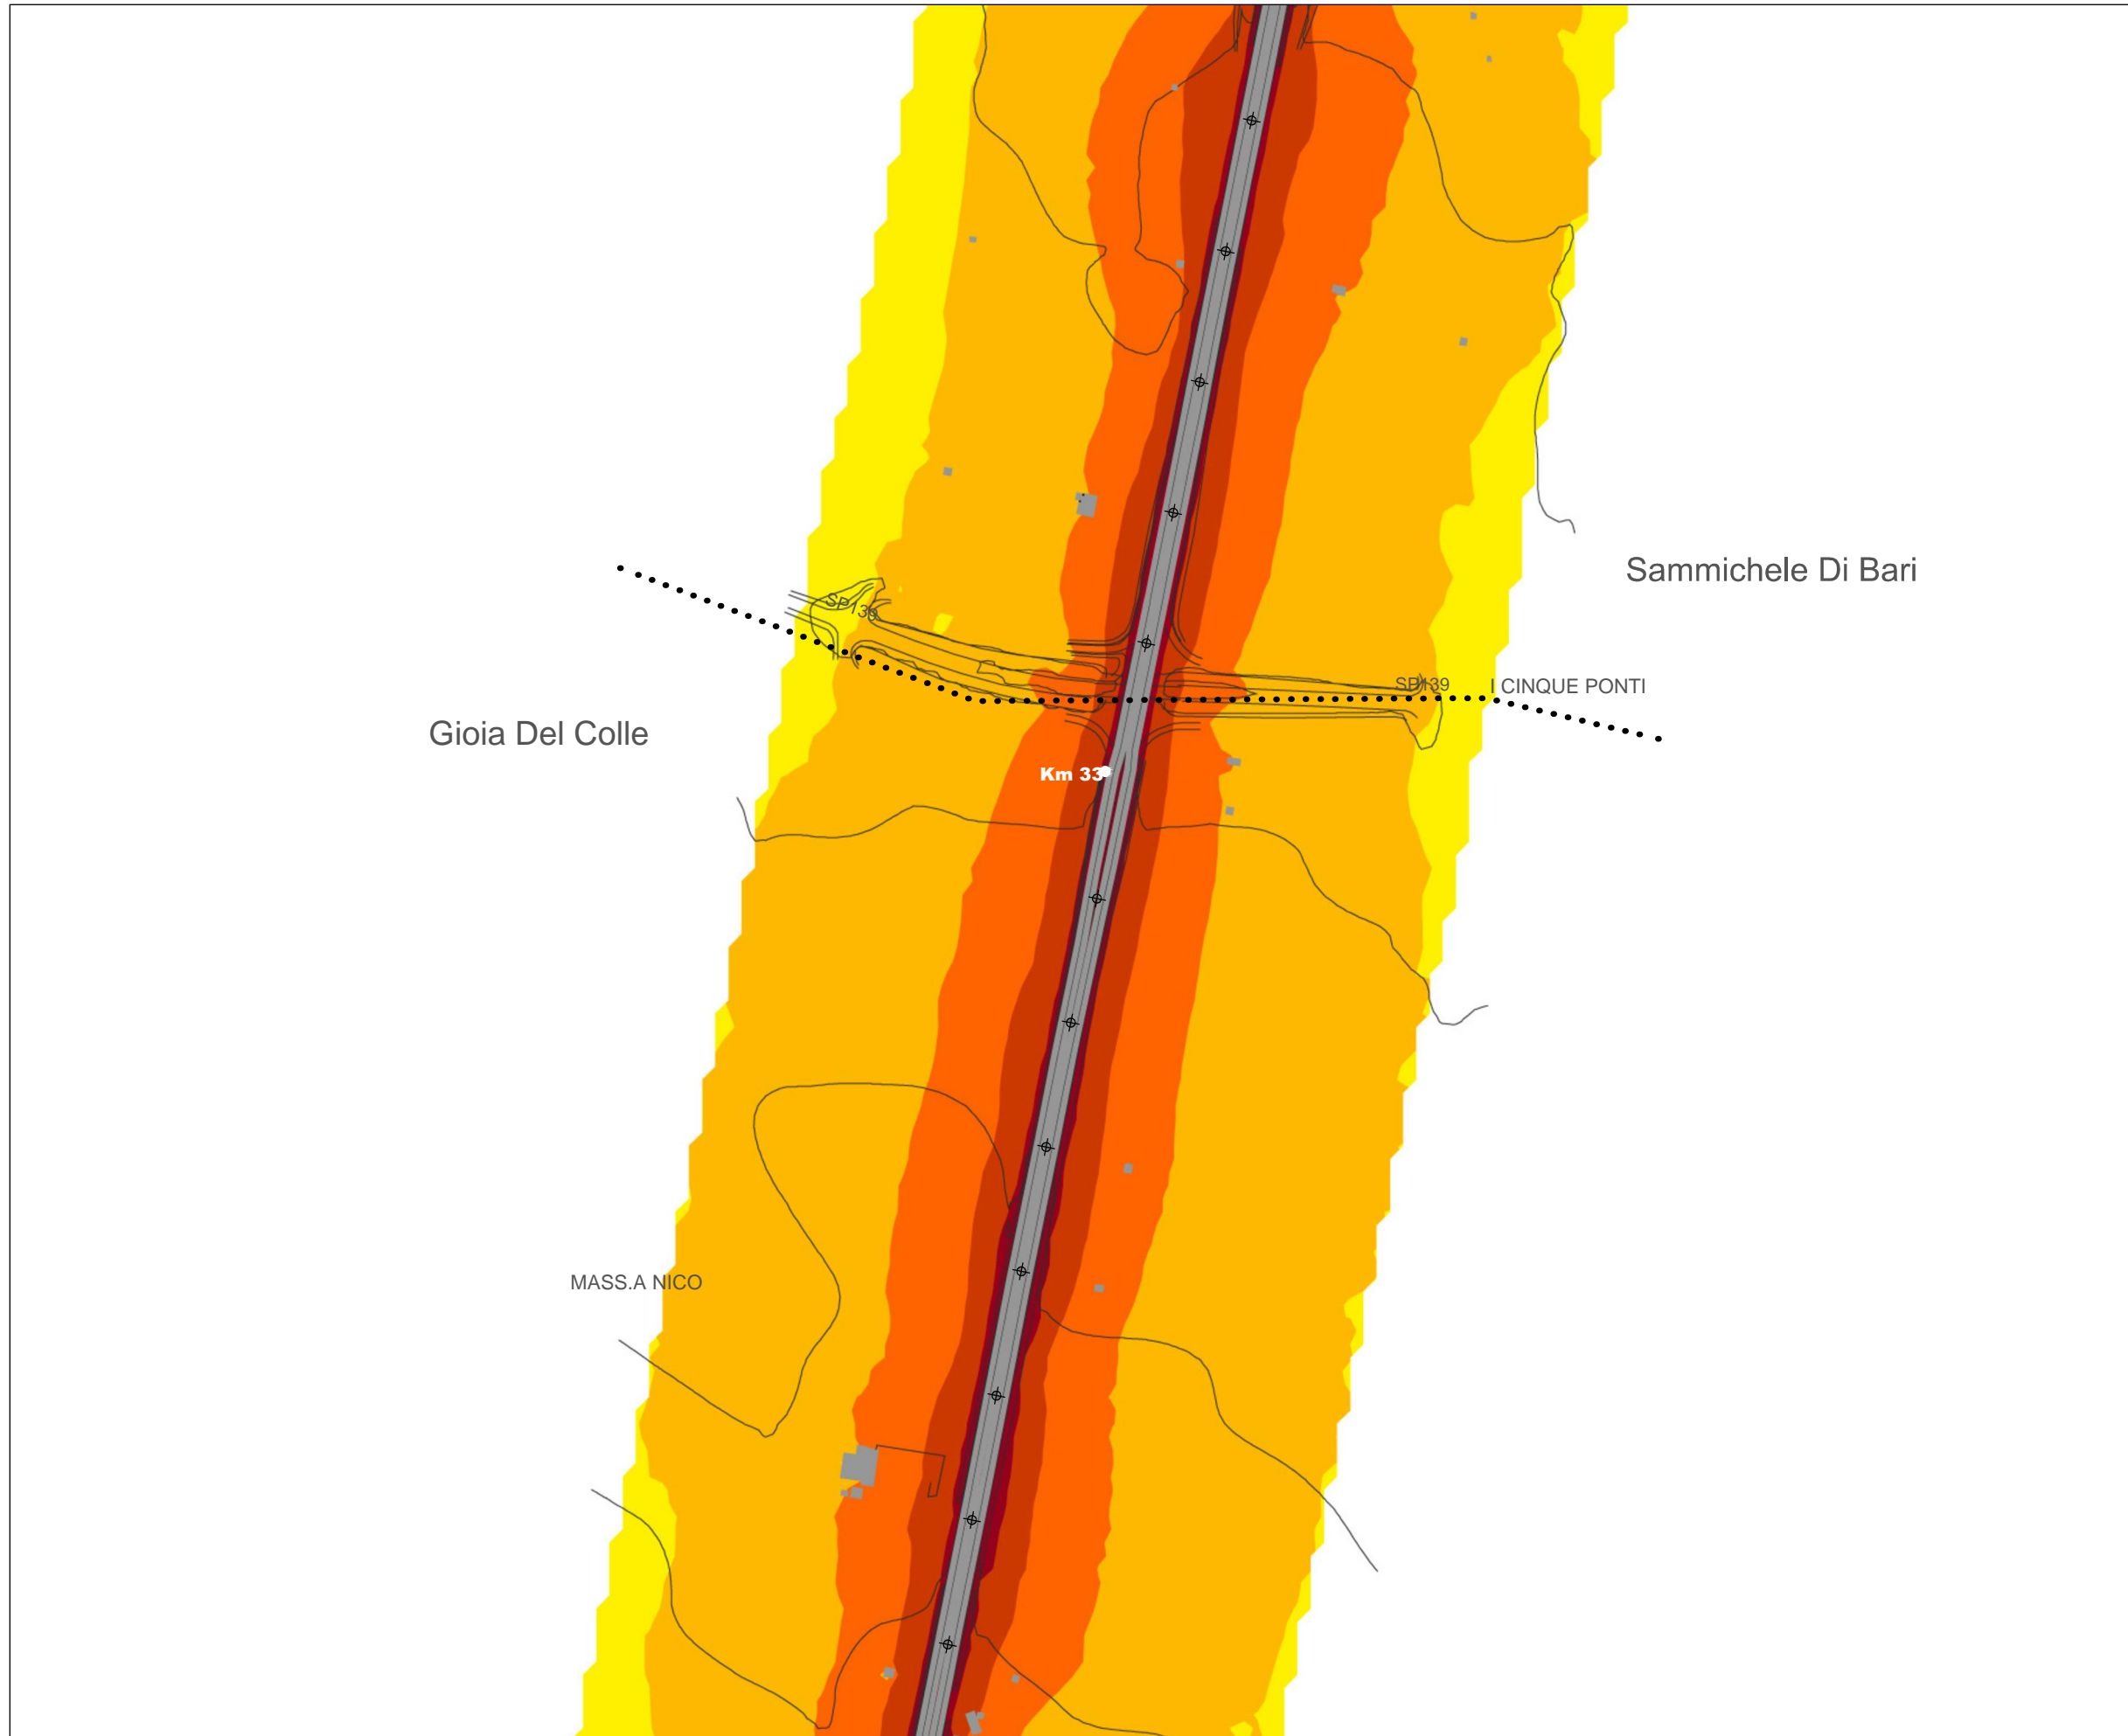 Sammichele Di Bari
SP139
SP139
I CINQUE PONTI
Gioia Del Colle
Km 33
MASS.A NICO